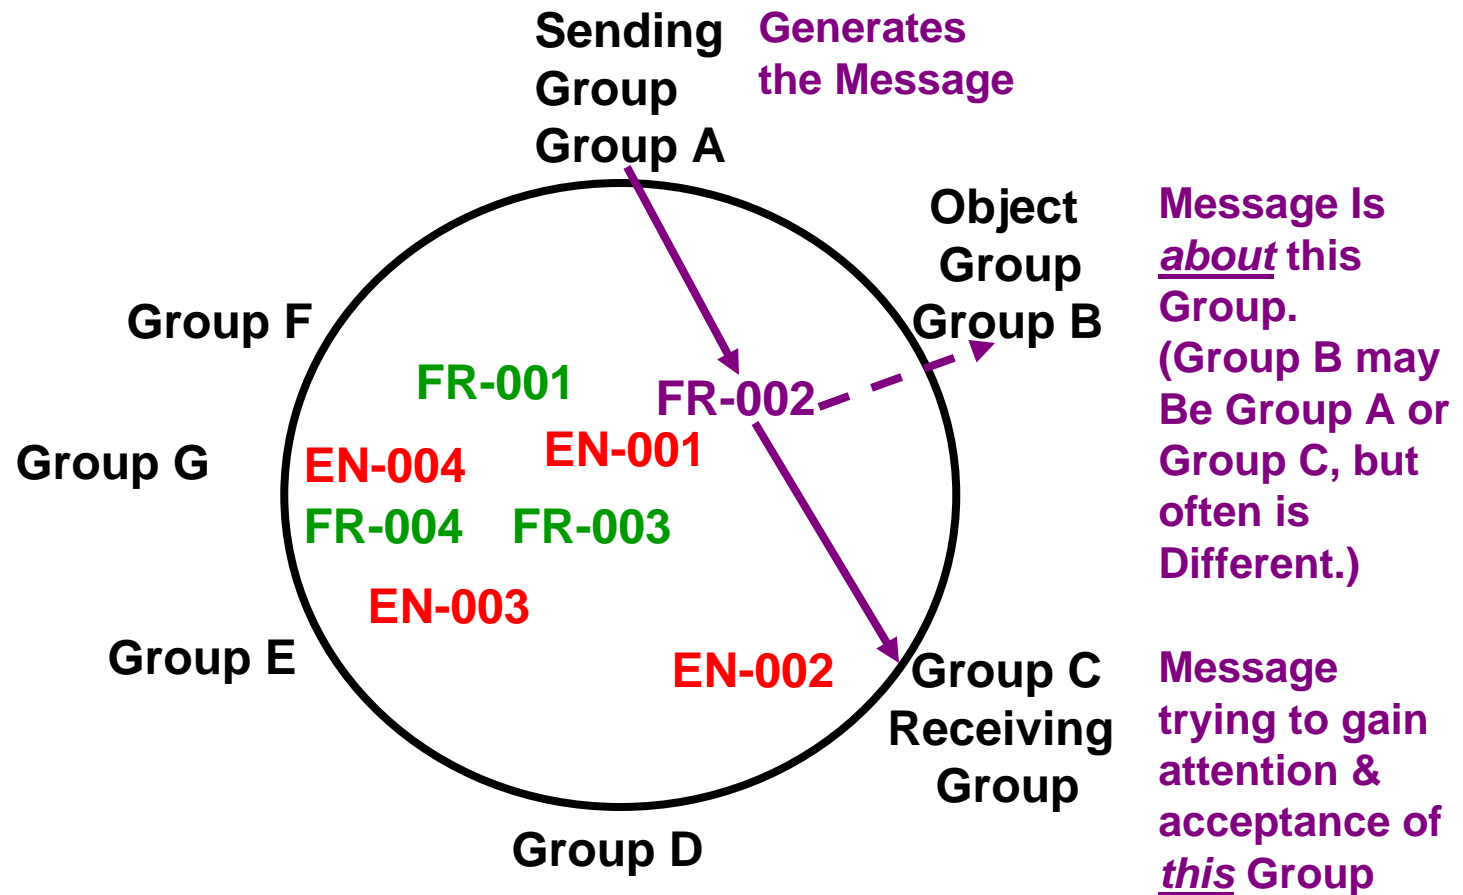 Sending
Group
Group A
Generates
the Message
Object
Group
Group B
Message Is
about this
Group.
(Group B may
Be Group A or
Group C, but
often is
Different.)
Group F
FR-001
FR-002
Group G
EN-004
EN-001
FR-004
FR-003
EN-003
Group E
EN-002
Group C
Receiving
Group
Message
trying to gain
attention &
acceptance of
this Group
Group D